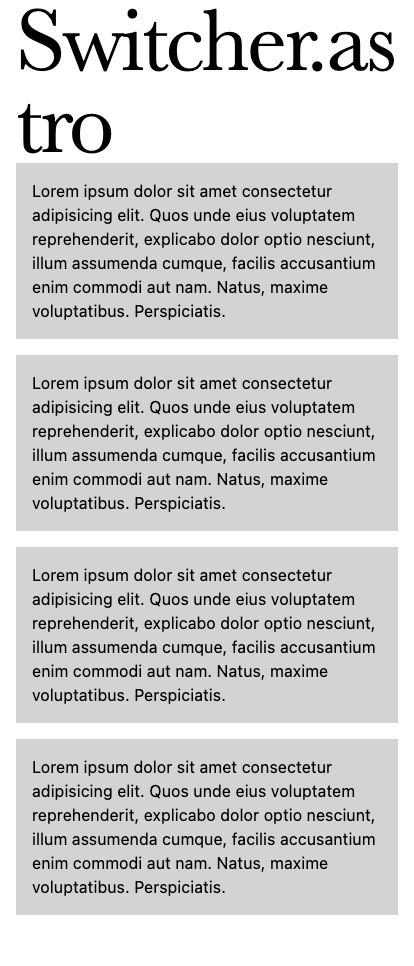 Switcher.as
tro
Lorem ipsum dolor sit amet consectetur
adipisicing elit. Quos unde eius voluptatem
reprehenderit, explicabo dolor optio nesciunt,
illum assumenda cumque, facilis accusantium
enim commodi aut nam. Natus, maxime
voluptatibus. Perspiciatis.
Lorem ipsum dolor sit amet consectetur
adipisicing elit. Quos unde eius voluptatem
reprehenderit, explicabo dolor optio nesciunt,
illum assumenda cumque, facilis accusantium
enim commodi aut nam. Natus, maxime
voluptatibus. Perspiciatis.
Lorem ipsum dolor sit amet consectetur
adipisicing elit. Quos unde eius voluptatem
reprehenderit, explicabo dolor optio nesciunt,
illum assumenda cumque, facilis accusantium
enim commodi aut nam. Natus, maxime
voluptatibus. Perspiciatis.
Lorem ipsum dolor sit amet consectetur
adipisicing elit. Quos unde eius voluptatem
reprehenderit, explicabo dolor optio nesciunt,
illum assumenda cumque, facilis accusantium
enim commodi aut nam. Natus, maxime
voluptatibus. Perspiciatis.